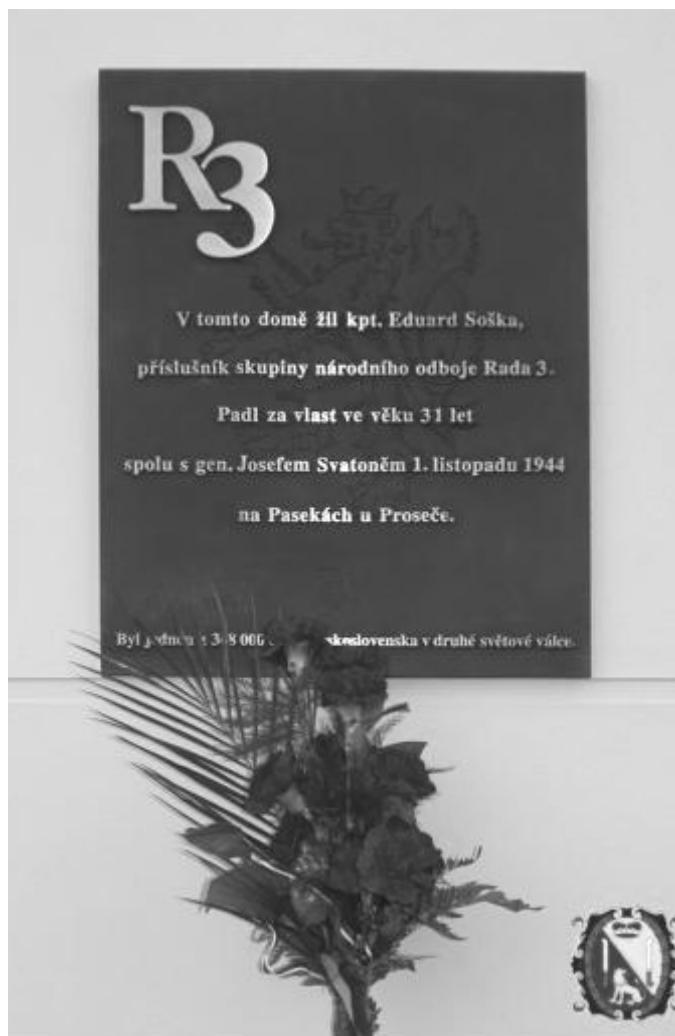 R3
V tomto domě žil kpt. Eduard Soška,
příslušník skupiny národního odboje Rada 3.
Padl za vlast ve věku 31 let
spolu s gen. Josefem Svatoněm 1. listopadu 1944
na Pasekách u Proseče.
Byl 000 v druhé světové válce.